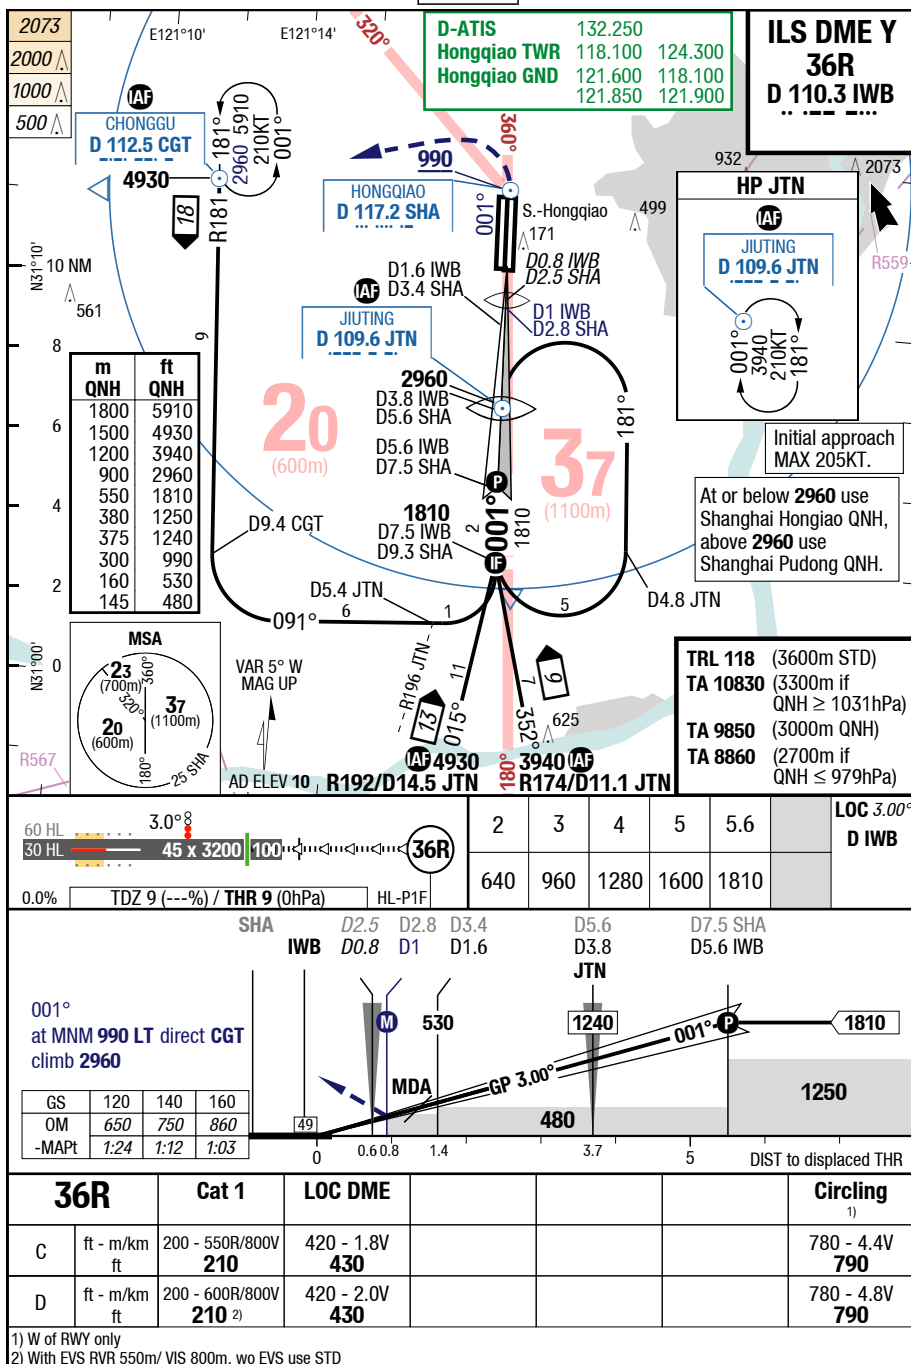 2073
2000
1000
500
E121°10'
E121°14'
320°
D-ATIS 132.250
Hongqiao TWR 118.100 124.300
Hongqiao GND 121.600 118.100
121.850 121.900
ILS DME Y
36R
D 110.3 IWB
IAF
CHONGGU
D 112.5 CGT
4930
181°
2960 5910
210KT
001°
18
R181
990
360°
HONGQIAO
D 117.2 SHA
001°
S.-Hongqiao
171
499
932
2073
R559
HP JTN
IAF
JIUTING
D 109.6 JTN
001°
3940
210KT
181°
N31°10'
10 NM
561
9
D1.6 IWB
D3.4 SHA
D0.8 IWB
D2.5 SHA
D1 IWB
D2.8 SHA
IAF
JIUTING
D 109.6 JTN
8
6
4
2
0
m ft
QNH QNH
1800 5910
1500 4930
1200 3940
900 2960
550 1810
380 1250
375 1240
300 990
160 530
145 480
20
(600m)
2960
D3.8 IWB
D5.6 SHA
D5.6 IWB
D7.5 SHA
P
37
(1100m)
181°
Initial approach
MAX 205KT.
At or below 2960 use
Shanghai Hongiao QNH,
above 2960 use
Shanghai Pudong QNH.
1810
D7.5 IWB
D9.3 SHA
2
001°
1810
IF
D9.4 CGT
D5.4 JTN
091°
6
1
5
D4.8 JTN
N31°00'
MSA
23
(700m)
360°
320°
37
(1100m)
20
(600m)
180°
25 SHA
R567
VAR 5° W
MAG UP
AD ELEV 10
R196 JTN
11
13
015°
7
9
352°
625
IAF 4930
R192/D14.5 JTN
180°
3940 IAF
R174/D11.1 JTN
TRL 118 (3600m STD)
TA 10830 (3300m if
QNH ≥ 1031hPa)
TA 9850 (3000m QNH)
TA 8860 (2700m if
QNH ≤ 979hPa)
60 HL
30 HL
3.0°
45 x 3200
100
36R
0.0%
TDZ 9 (---%) / THR 9 (0hPa)
HL-P1F
2 3 4 5 5.6 LOC 3.00°
D IWB
640 960 1280 1600 1810
SHA D2.5 D2.8 D3.4 D5.6 D7.5 SHA
IWB D0.8 D1 D1.6 D3.8 D5.6 IWB
JTN
001°
at MNM 990 LT direct CGT
climb 2960
M
530
1240
001°
P
1810
MDA
GP 3.00°
1250
480
49
GS 120 140 160
OM 650 750 860
-MAPt 1:24 1:12 1:03
0 0.6 0.8 1.4 3.7 5 DIST to displaced THR
36R Cat 1 LOC DME Circling
1)
C ft - m/km 200 - 550R/800V 420 - 1.8V 780 - 4.4V
ft 210 430 790
D ft - m/km 200 - 600R/800V 420 - 2.0V 780 - 4.8V
ft 210 2) 430 790
1) W of RWY only
2) With EVS RVR 550m/ VIS 800m, wo EVS use STD